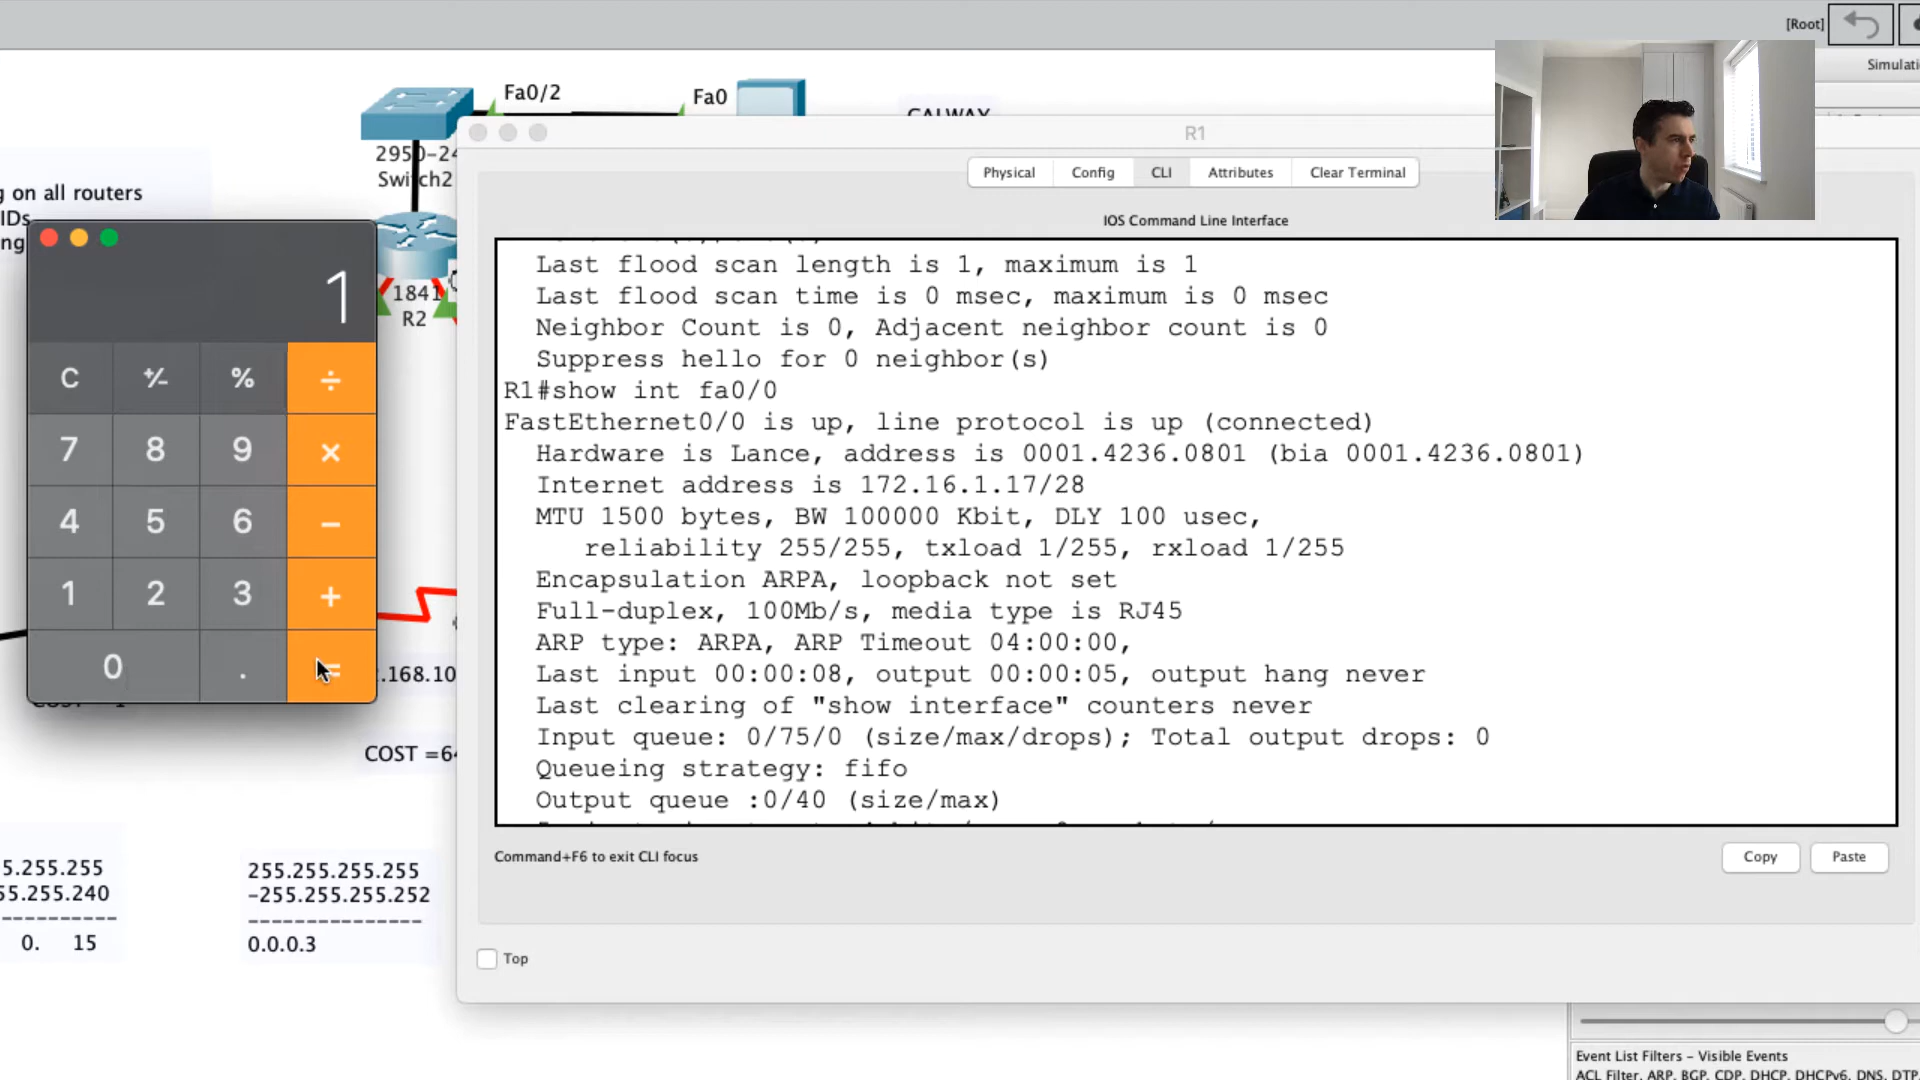 [Root]
Simulati
Fa0/2
Fa0
GALWAY
2950-24
Switch2
g on all routers
IDs
ng
1841
R2
1
C
+/-
%
÷
7
8
9
×
4
5
6
−
1
2
3
+
0
.
=
.168.10
COST =64
5.255.255
55.255.240
-----------
0. 15
255.255.255.255
-255.255.255.252
----------------
0.0.0.3
R1
Physical
Config
CLI
Attributes
Clear Terminal
IOS Command Line Interface
Last flood scan length is 1, maximum is 1
Last flood scan time is 0 msec, maximum is 0 msec
Neighbor Count is 0, Adjacent neighbor count is 0
Suppress hello for 0 neighbor(s)
R1#show int fa0/0
FastEthernet0/0 is up, line protocol is up (connected)
Hardware is Lance, address is 0001.4236.0801 (bia 0001.4236.0801)
Internet address is 172.16.1.17/28
MTU 1500 bytes, BW 100000 Kbit, DLY 100 usec,
reliability 255/255, txload 1/255, rxload 1/255
Encapsulation ARPA, loopback not set
Full-duplex, 100Mb/s, media type is RJ45
ARP type: ARPA, ARP Timeout 04:00:00,
Last input 00:00:08, output 00:00:05, output hang never
Last clearing of "show interface" counters never
Input queue: 0/75/0 (size/max/drops); Total output drops: 0
Queueing strategy: fifo
Output queue :0/40 (size/max)
Command+F6 to exit CLI focus
Copy
Paste
Top
Event List Filters – Visible Events
ACL Filter, ARP, BGP, CDP, DHCP, DHCPv6, DNS, DTP,